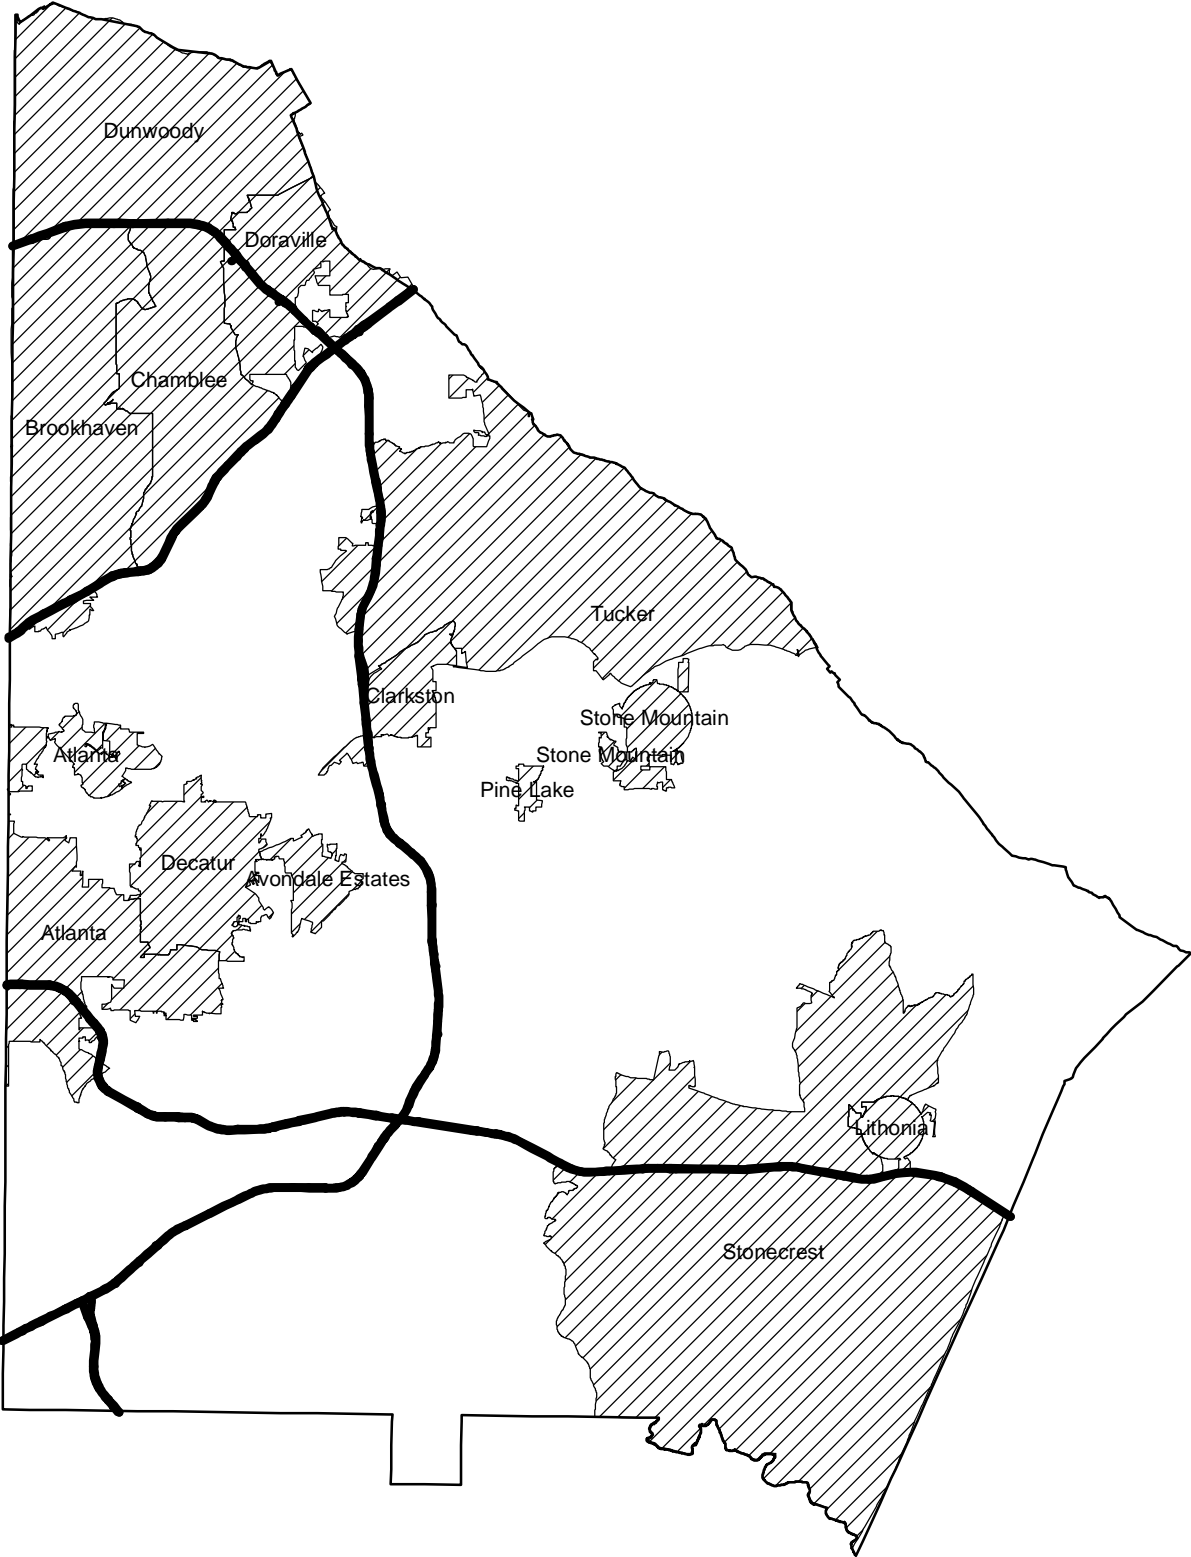 Dunwoody
Doraville
Chamblee
Brookhaven
Tucker
Clarkston
Stone Mountain
Atlanta
Stone Mountain
Pine Lake
Decatur
Avondale Estates
Atlanta
Lithonia
Stonecrest